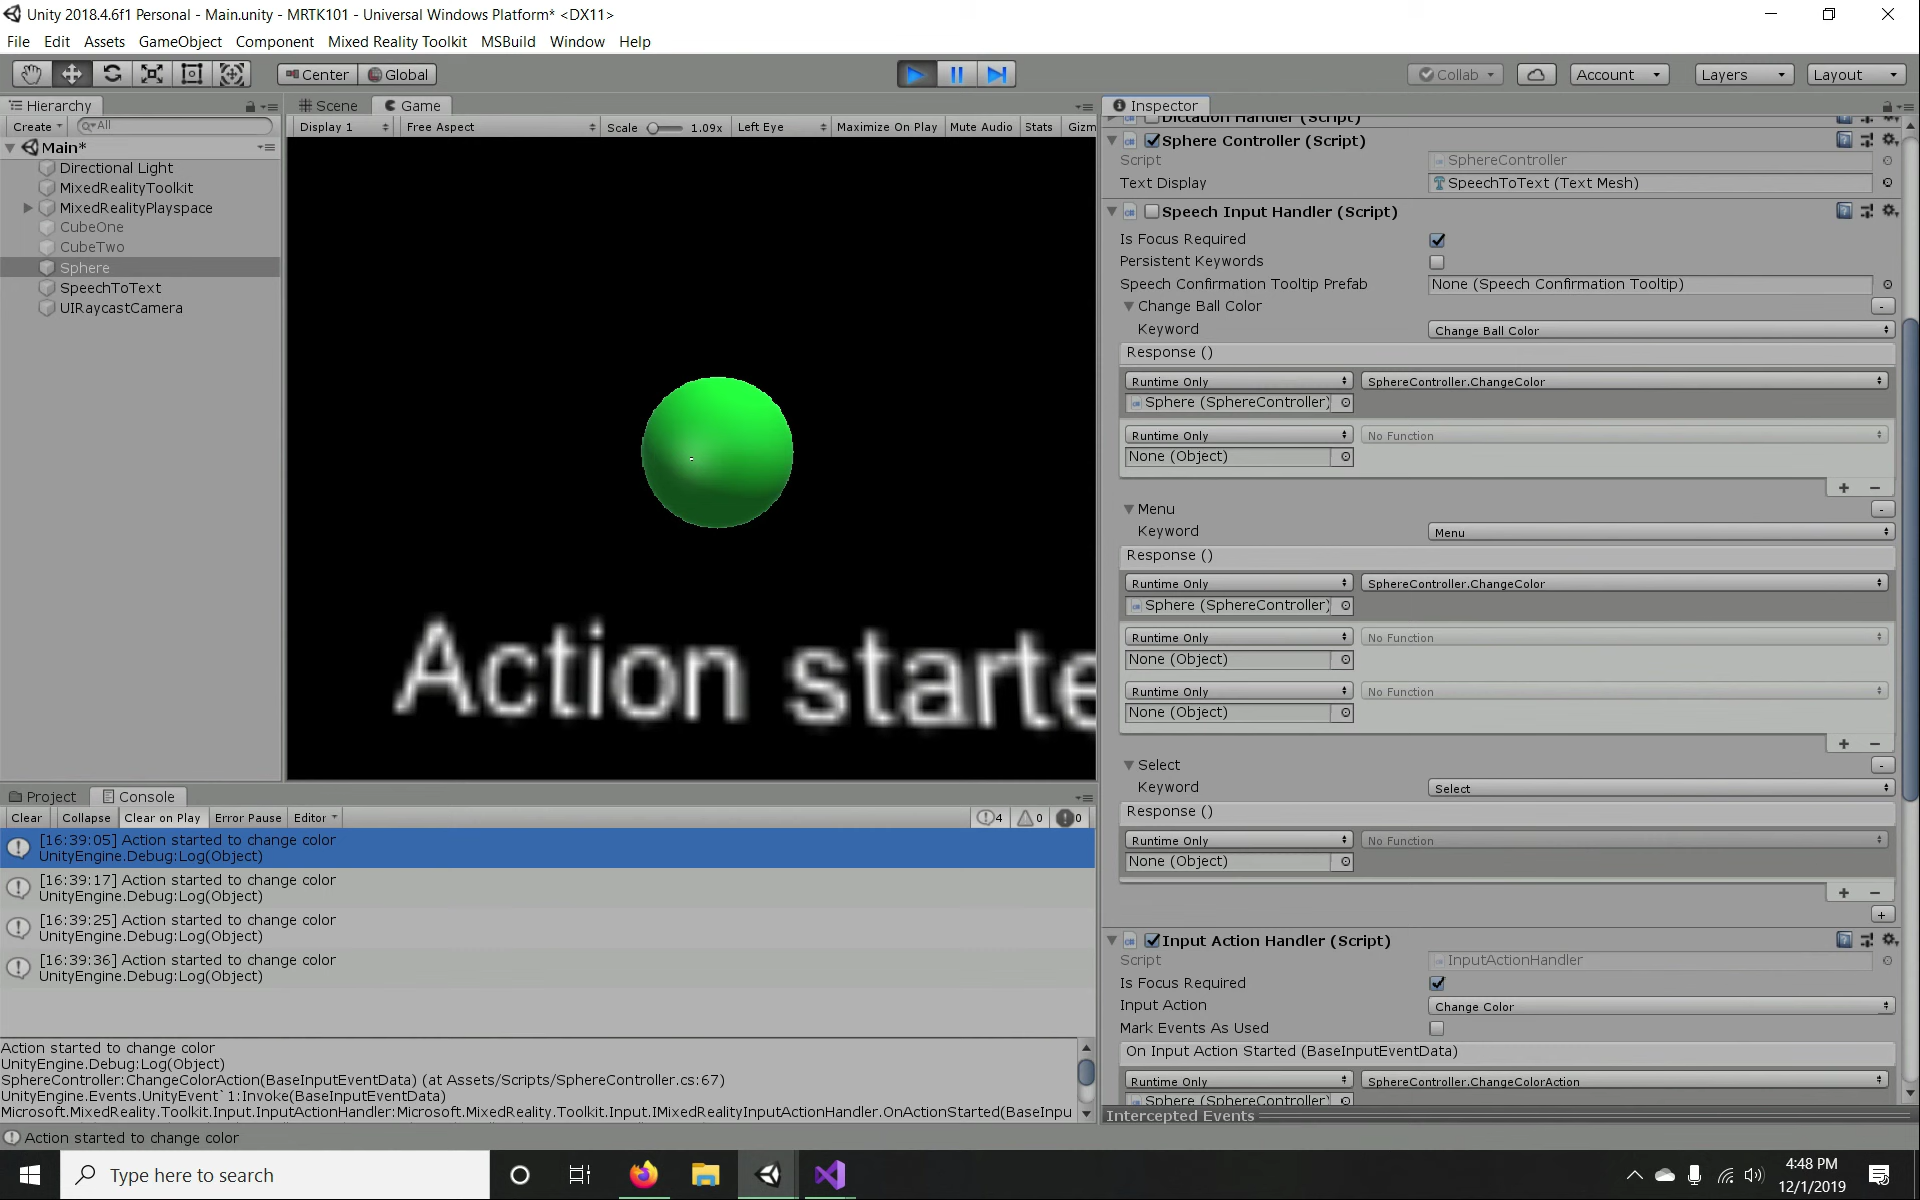 Unity 2018.4.6f1 Personal - Main.unity - MRTK101 - Universal Windows Platform* <DX11>
File Edit Assets GameObject Component Mixed Reality Toolkit MSBuild Window Help
Center Global Collab Account Layers Layout
Hierarchy
Create All
Main*
Directional Light
MixedRealityToolkit
MixedRealityPlayspace
CubeOne
CubeTwo
Sphere
SpeechToText
UIRaycastCamera
Scene Game
Display 1 Free Aspect Scale 1.09x Left Eye Maximize On Play Mute Audio Stats Gizm
Action starte
Inspector
Dictation Handler (Script)
Sphere Controller (Script)
Script SphereController
Text Display SpeechToText (Text Mesh)
Speech Input Handler (Script)
Is Focus Required
Persistent Keywords
Speech Confirmation Tooltip Prefab None (Speech Confirmation Tooltip)
Change Ball Color -
Keyword Change Ball Color
Response ()
Runtime Only SphereController.ChangeColor
Sphere (SphereController)
Runtime Only No Function
None (Object)
+ −
Menu -
Keyword Menu
Response ()
Runtime Only SphereController.ChangeColor
Sphere (SphereController)
Runtime Only No Function
None (Object)
Runtime Only No Function
None (Object)
+ −
Select -
Keyword Select
Response ()
Runtime Only No Function
None (Object)
+ −
+
Input Action Handler (Script)
Script InputActionHandler
Is Focus Required
Input Action Change Color
Mark Events As Used
On Input Action Started (BaseInputEventData)
Runtime Only SphereController.ChangeColorAction
Sphere (SphereController)
Intercepted Events
Project Console
Clear Collapse Clear on Play Error Pause Editor 4 0 0
[16:39:05] Action started to change color
UnityEngine.Debug:Log(Object)
[16:39:17] Action started to change color
UnityEngine.Debug:Log(Object)
[16:39:25] Action started to change color
UnityEngine.Debug:Log(Object)
[16:39:36] Action started to change color
UnityEngine.Debug:Log(Object)
Action started to change color
UnityEngine.Debug:Log(Object)
SphereController:ChangeColorAction(BaseInputEventData) (at Assets/Scripts/SphereController.cs:67)
UnityEngine.Events.UnityEvent`1:Invoke(BaseInputEventData)
Microsoft.MixedReality.Toolkit.Input.InputActionHandler:Microsoft.MixedReality.Toolkit.Input.IMixedRealityInputActionHandler.OnActionStarted(BaseInpu
Action started to change color
Type here to search
4:48 PM
12/1/2019